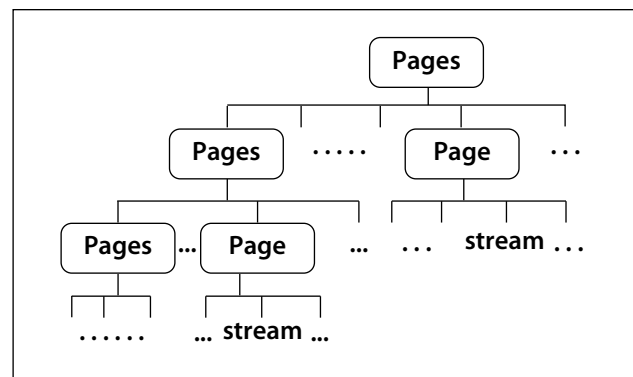 Pages
Pages ..... Page ...
Pages ... Page ... ... stream ...
...... ... stream ...